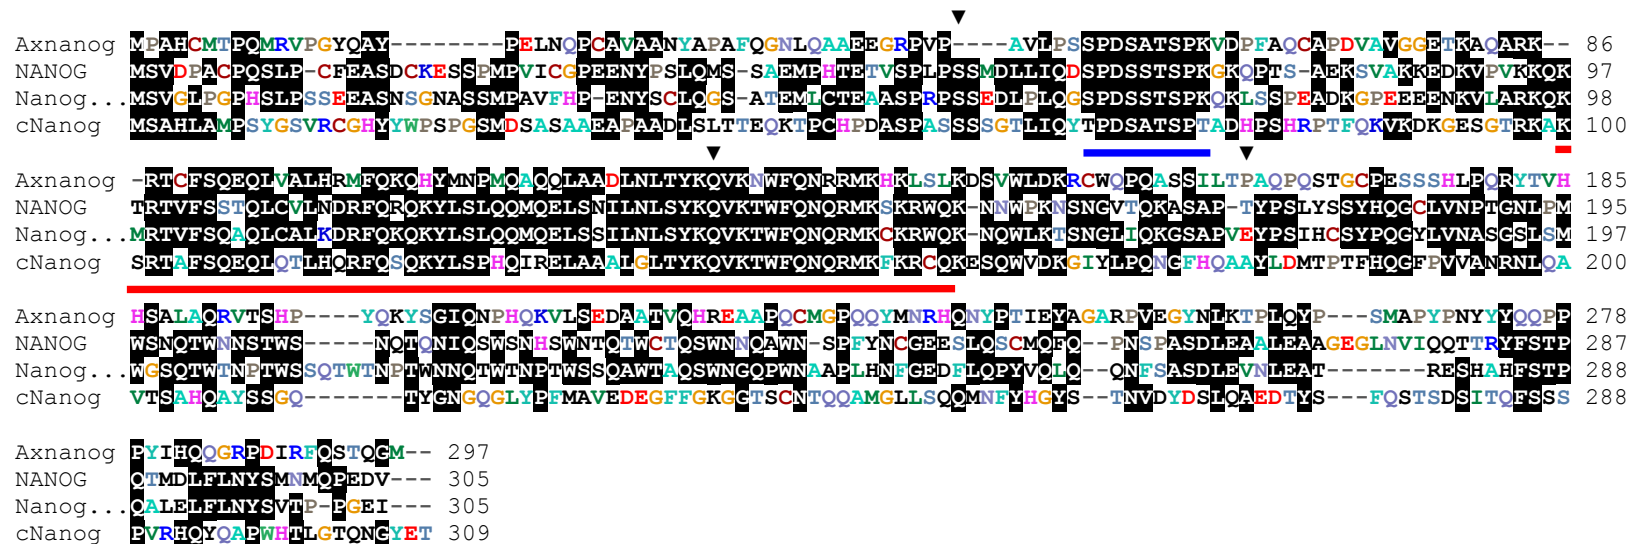 Axnanog MPAHCMTPQMRVPGYQAY--------PELNQPCAVAANYAPAFQGNLQAAEEGRPVP----AVLPSSPDSATSPKVDPFAQCAPDVAVGGETKAQARK-- 86
NANOG MSVDPACPQSLP-CFEASDCKESSPMPVICGPEENYPSLQMS-SAEMPHTETVSPLPSSMDLLIQDSPDSSTSPKGKQPTS-AEKSVAKKEDKVPVKKQK 97
Nanog...MSVGLPGPHSLPSSEEASNSGNASSMPAVFHP-ENYSCLQGS-ATEMLCTEAASPRPSSEDLPLQGSPDSSTSPKQKLSSPEADKGPEEEENKVLARKQK 98
cNanog MSAHLAMPSYGSVRCGHYYWPSPGSMDSASAAEAPAADLSLTTEQKTPCHPDASPASSSSGTLIQYTPDSATSPTADHPSHRPTFQKVKDKGESGTRKAK 100
Axnanog -RTCFSQEQLVALHRMFQKQHYMNPMQAQQLAADLNLTYKQVKNWFQNRRMKHKLSLKDSVWLDKRCWQPQASSILTPAQPQSTGCPESSSHLPQRYTVH 185
NANOG TRTVFSSTQLCVLNDRFQRQKYLSLQQMQELSNILNLSYKQVKTWFQNQRMKSKRWQK-NNWPKNSNGVTQKASAP-TYPSLYSSYHQGCLVNPTGNLPM 195
Nanog...MRTVFSQAQLCALKDRFQKQKYLSLQQMQELSSILNLSYKQVKTWFQNQRMKCKRWQK-NQWLKTSNGLIQKGSAPVEYPSIHCSYPQGYLVNASGSLSM 197
cNanog SRTAFSQEQLQTLHQRFQSQKYLSPHQIRELAAALGLTYKQVKTWFQNQRMKFKRCQKESQWVDKGIYLPQNGFHQAAYLDMTPTFHQGFPVVANRNLQA 200
Axnanog HSALAQRVTSHP----YQKYSGIQNPHQKVLSEDAATVQHREAAPQCMGPQQYMNRHQNYPTIEYAGARPVEGYNLKTPLQYP---SMAPYPNYYQQPP 278
NANOG WSNQTWNNSTWS------NQTQNIQSWSNHSWNTQTWCTQSWNNQAWN-SPFYNCGEESLQSCMQFQ--PNSPASDLEAALEAAGEGLNVIQQTTRYFSTP 287
Nanog...WGSQTWTNPTWSSQTWTNPTWNNQTWTNPTWSSQAWTAQSWNGQPWNAAPLHNFGEDFLQPYVQLQ--QNFSASDLEVNLEAT-------RESHAHFSTP 288
cNanog VTSAHQAYSSGQ-------TYGNGQGLYPFMAVEDEGFFGKGGTSCNTQQAMGLLSQQMNFYHGYS--TNVDYDSLQAEDTYS---FQSTSDSITQFSSS 288
Axnanog PYIHQQGRPDIRFQSTQGM-- 297
NANOG QTMDLFLNYSMNMQPEDV--- 305
Nanog...QALELFLNYSVTP-PGEI--- 305
cNanog PVRHQYQAPWHTLGTQNGYET 309